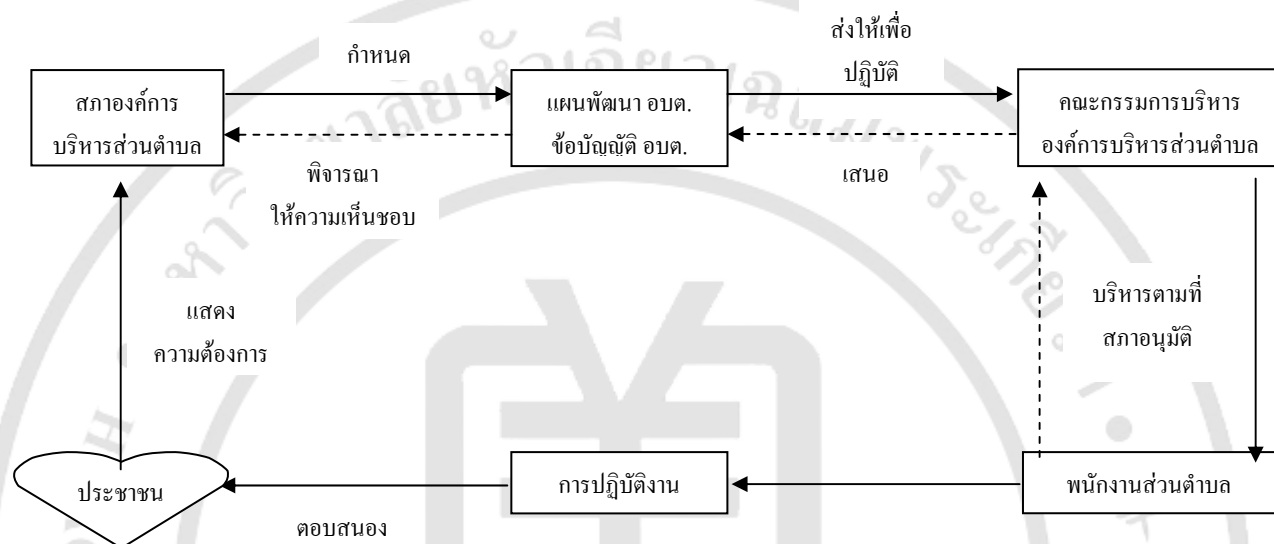 กำหนด
ส่งให้เพื่อ
ปฏิบัติ
สภาองค์การ
บริหารส่วนตำบล
แผนพัฒนา อบต.
ข้อบัญญัติ อบต.
คณะกรรมการบริหาร
องค์การบริหารส่วนตำบล
พิจารณา
ให้ความเห็นชอบ
เสนอ
แสดง
ความต้องการ
บริหารตามที่
สภาอนุมัติ
ประชาชน
การปฏิบัติงาน
พนักงานส่วนตำบล
ตอบสนอง